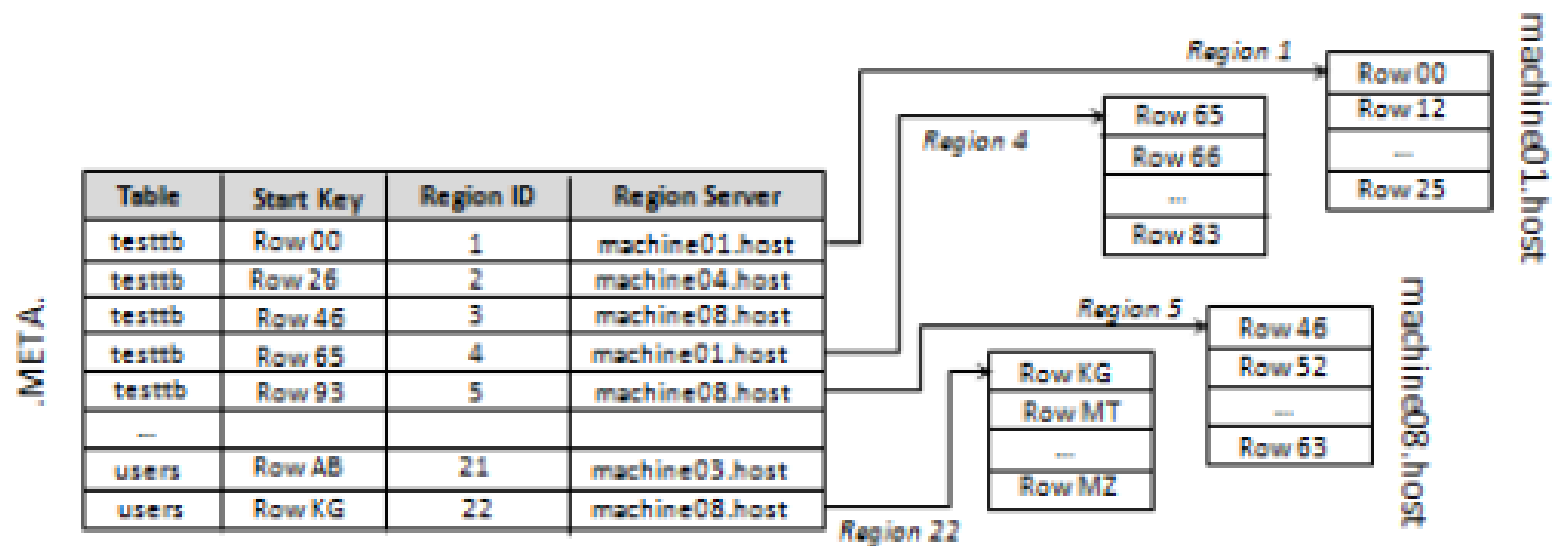 .META.
Table Start Key Region ID Region Server
testtb Row 00 1 machine01.host
testtb Row 26 2 machine04.host
testtb Row 46 3 machine08.host
testtb Row 65 4 machine01.host
testtb Row 93 5 machine08.host
...
users Row AB 21 machine03.host
users Row KG 22 machine08.host
Region 1
Row 00
Row 12
...
Row 25
machine01.host
Region 4
Row 65
Row 66
...
Row 83
Region 5
Row 46
Row 52
...
Row 63
machine08.host
Row KG
Row MT
...
Row MZ
Region 22